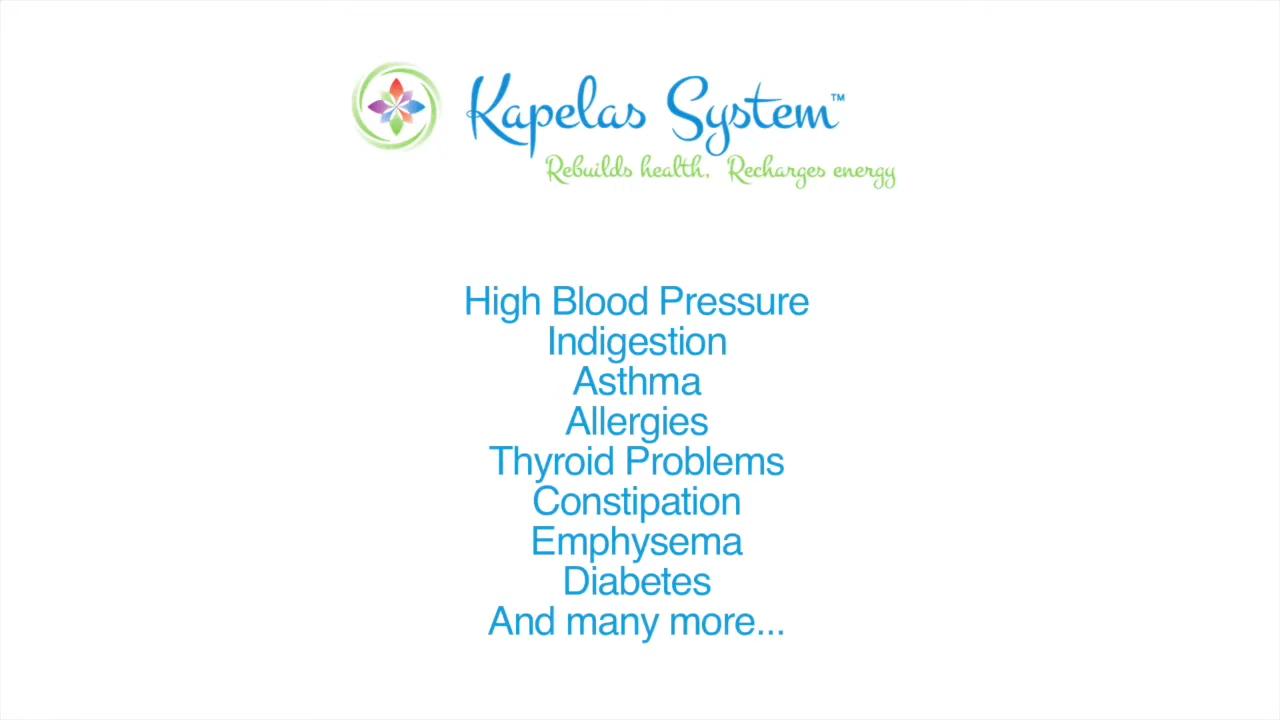 Kapelas System™
Rebuilds health, Recharges energy
High Blood Pressure
Indigestion
Asthma
Allergies
Thyroid Problems
Constipation
Emphysema
Diabetes
And many more...